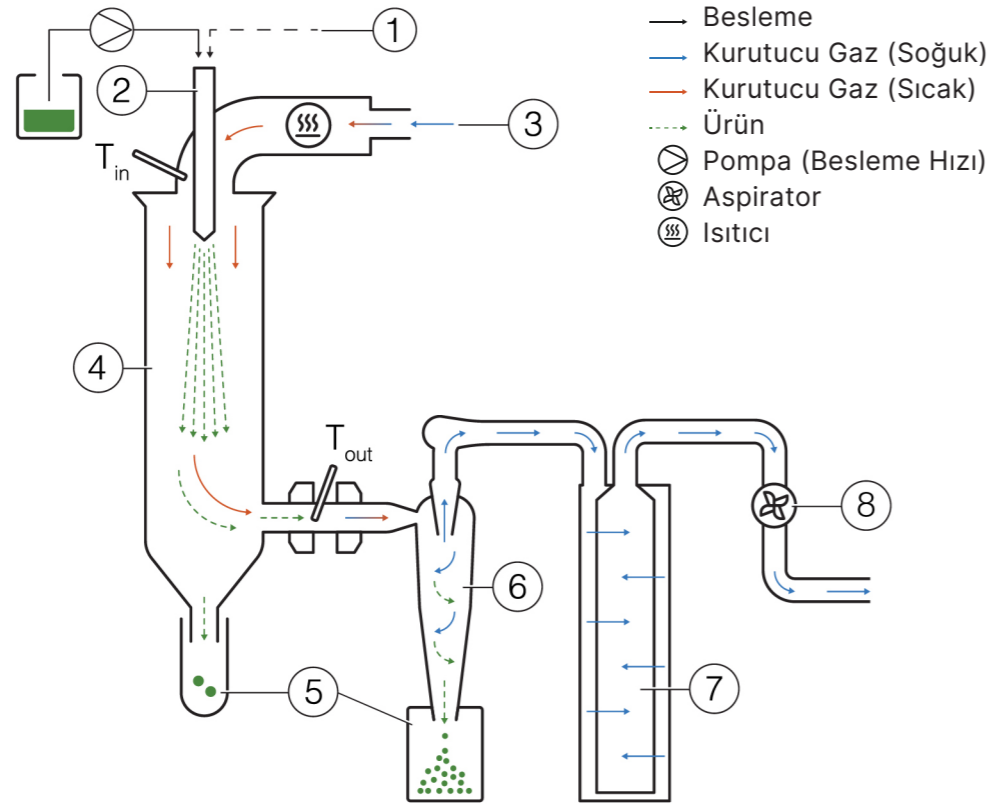 1
Besleme
2
Kurutucu Gaz (Soğuk)
Kurutucu Gaz (Sıcak)
3
Ürün
T in
Pompa (Besleme Hızı)
Aspirator
Isıtıcı
4
T out
8
6
5
7